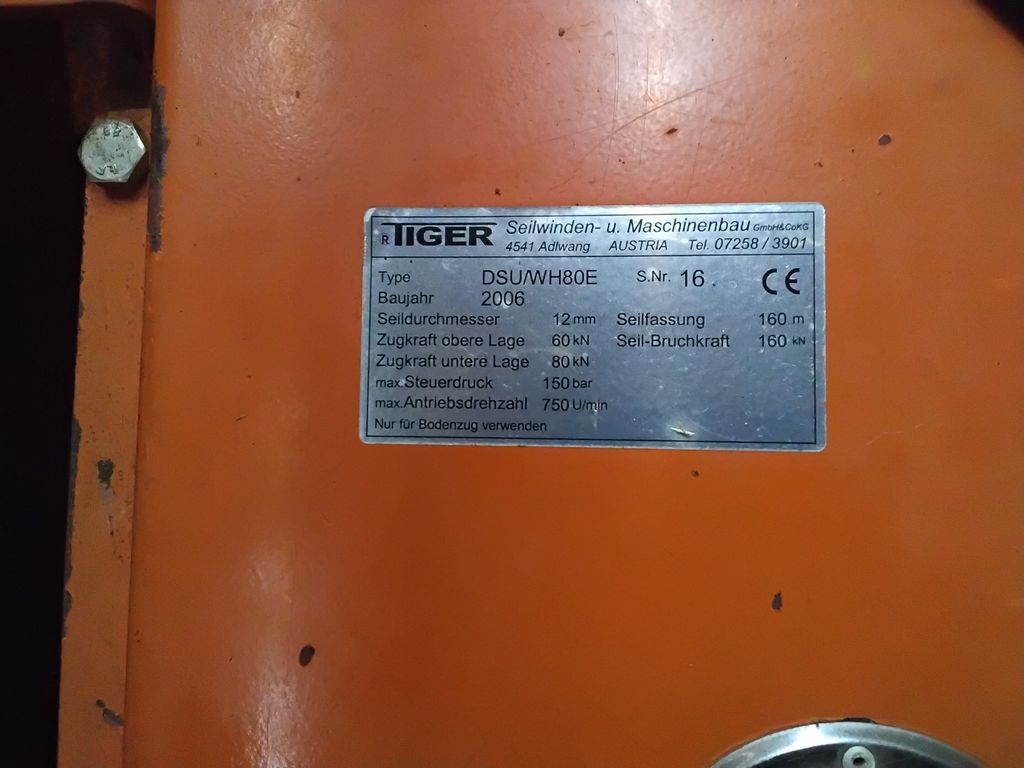 R TIGER Seilwinden- u. Maschinenbau GmbH&CoKG
4541 Adlwang AUSTRIA Tel. 07258 / 3901
Type DSU/WH80E S.Nr. 16 . CE
Baujahr 2006
Seildurchmesser 12 mm Seilfassung 160 m
Zugkraft obere Lage 60 kN Seil-Bruchkraft 160 kN
Zugkraft untere Lage 80 kN
max.Steuerdruck 150 bar
max.Antriebsdrehzahl 750 U/min
Nur für Bodenzug verwenden